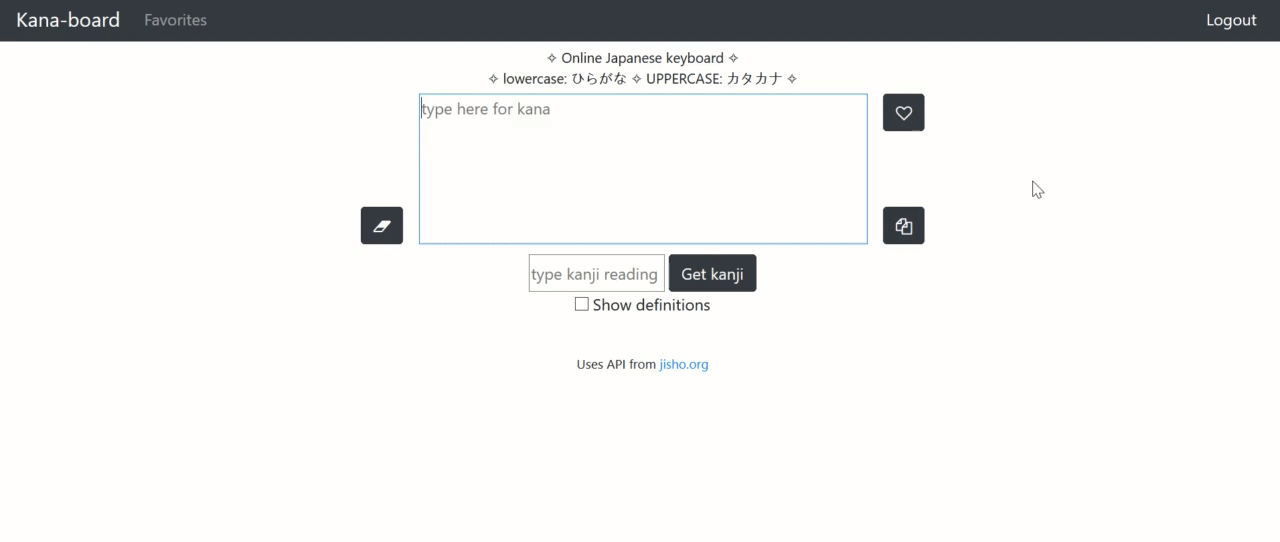 Kana-board Favorites Logout
✧ Online Japanese keyboard ✧
✧ lowercase: ひらがな ✧ UPPERCASE: カタカナ ✧
type here for kana
type kanji reading Get kanji
Show definitions
Uses API from jisho.org